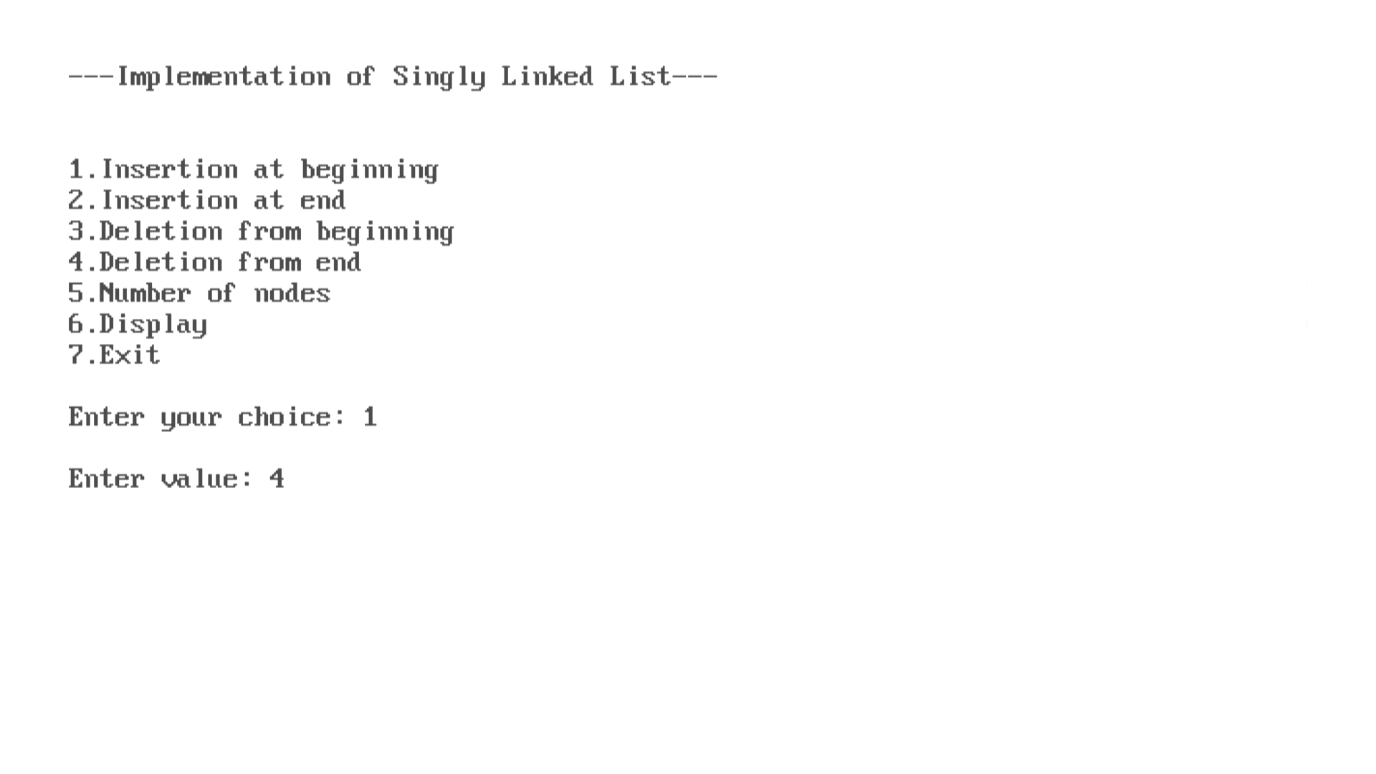 ---Implementation of Singly Linked List---
1.Insertion at beginning
2.Insertion at end
3.Deletion from beginning
4.Deletion from end
5.Number of nodes
6.Display
7.Exit
Enter your choice: 1
Enter value: 4